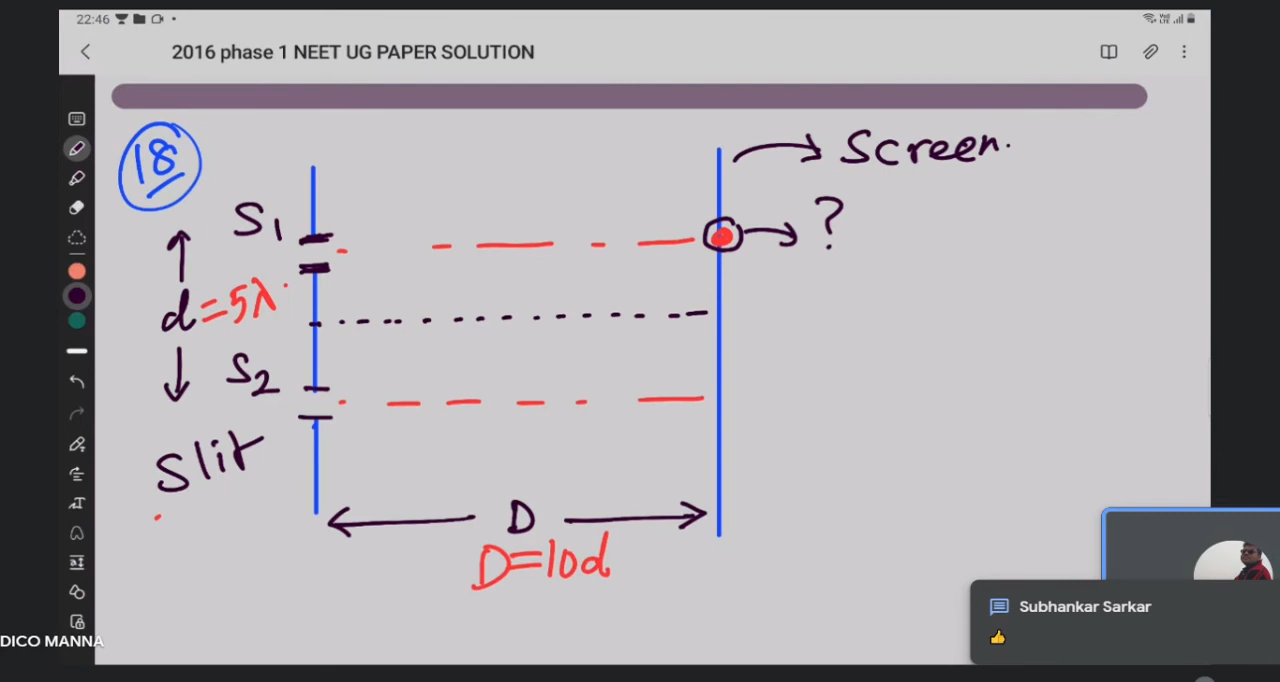 22:46
2016 phase 1 NEET UG PAPER SOLUTION
18
Screen.
S1
?
d = 5λ
S2
Slit
D
D=10d
Subhankar Sarkar
👍
DICO MANNA